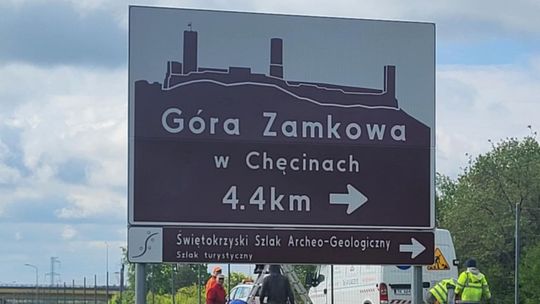 Góra Zamkowa
w Chęcinach
4.4km
Świętokrzyski Szlak Archeo-Geologiczny
Szlak turystyczny